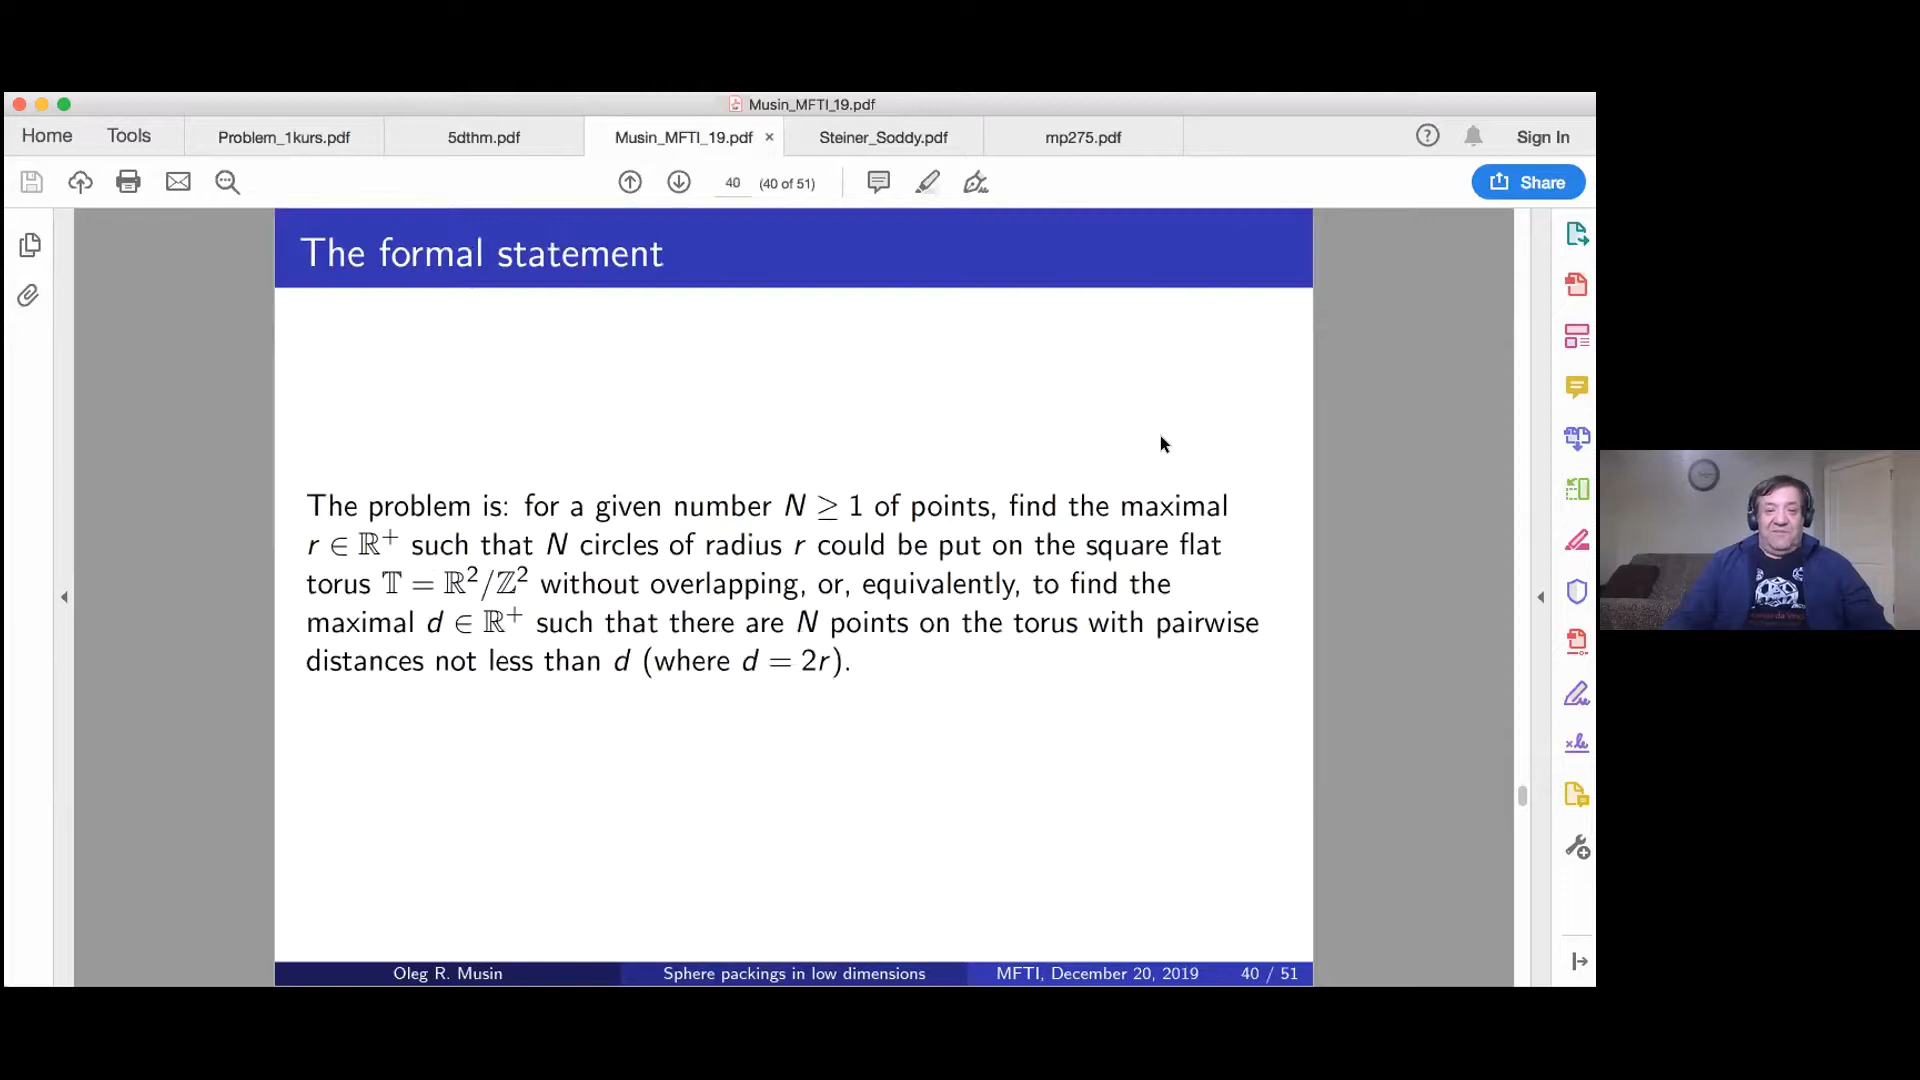 Musin_MFTI_19.pdf
Home Tools Problem_1kurs.pdf 5dthm.pdf Musin_MFTI_19.pdf × Steiner_Soddy.pdf mp275.pdf ? Sign In
40 (40 of 51) Share
The formal statement
The problem is: for a given number N ≥ 1 of points, find the maximal
r ∈ ℝ⁺ such that N circles of radius r could be put on the square flat
torus 𝕋 = ℝ²/ℤ² without overlapping, or, equivalently, to find the
maximal d ∈ ℝ⁺ such that there are N points on the torus with pairwise
distances not less than d (where d = 2r).
Oleg R. Musin Sphere packings in low dimensions MFTI, December 20, 2019 40 / 51